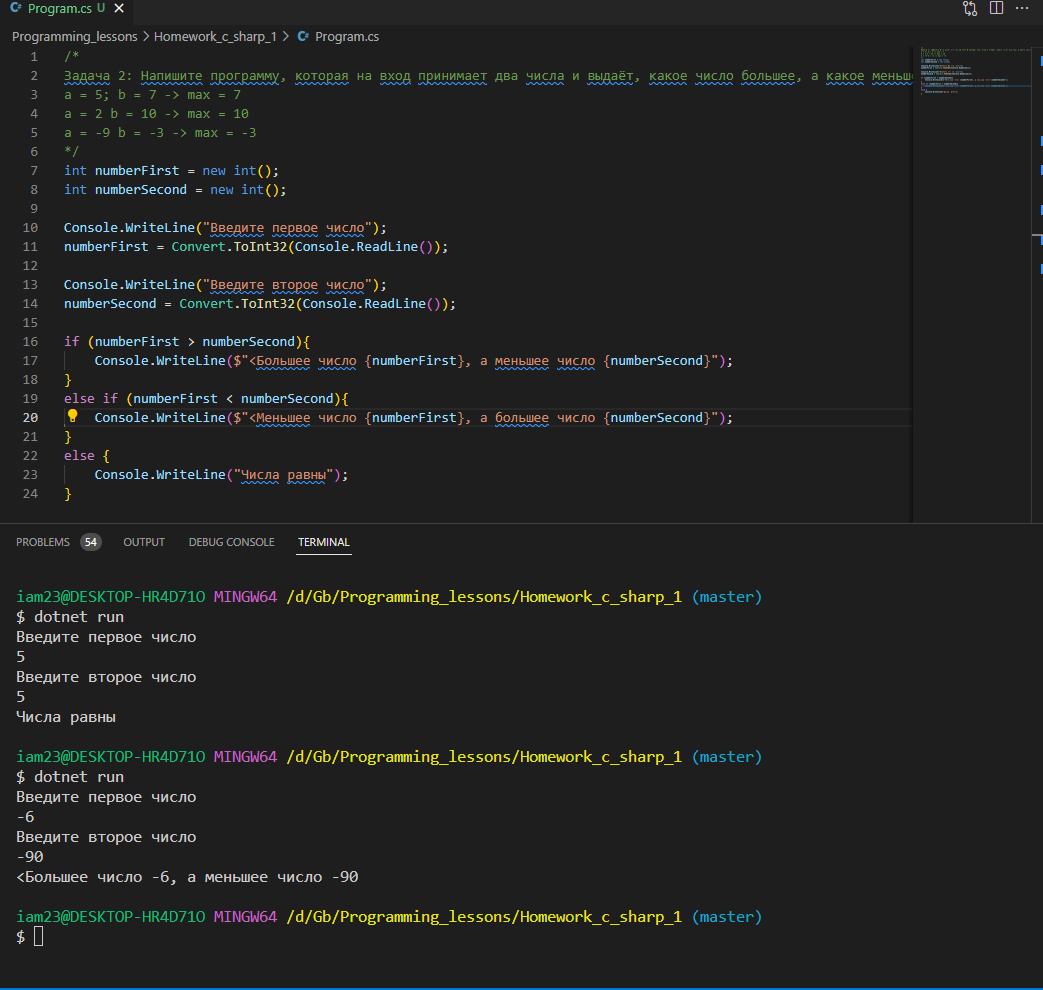 Program.cs U
Programming_lessons > Homework_c_sharp_1 > Program.cs
1 /*
2 Задача 2: Напишите программу, которая на вход принимает два числа и выдаёт, какое число большее, а какое меньш
3 a = 5; b = 7 -> max = 7
4 a = 2 b = 10 -> max = 10
5 a = -9 b = -3 -> max = -3
6 */
7 int numberFirst = new int();
8 int numberSecond = new int();
9
10 Console.WriteLine("Введите первое число");
11 numberFirst = Convert.ToInt32(Console.ReadLine());
12
13 Console.WriteLine("Введите второе число");
14 numberSecond = Convert.ToInt32(Console.ReadLine());
15
16 if (numberFirst > numberSecond){
17 Console.WriteLine($"<Большее число {numberFirst}, а меньшее число {numberSecond}");
18 }
19 else if (numberFirst < numberSecond){
20 Console.WriteLine($"<Меньшее число {numberFirst}, а большее число {numberSecond}");
21 }
22 else {
23 Console.WriteLine("Числа равны");
24 }
PROBLEMS 54 OUTPUT DEBUG CONSOLE TERMINAL
iam23@DESKTOP-HR4D71O MINGW64 /d/Gb/Programming_lessons/Homework_c_sharp_1 (master)
$ dotnet run
Введите первое число
5
Введите второе число
5
Числа равны
iam23@DESKTOP-HR4D71O MINGW64 /d/Gb/Programming_lessons/Homework_c_sharp_1 (master)
$ dotnet run
Введите первое число
-6
Введите второе число
-90
<Большее число -6, а меньшее число -90
iam23@DESKTOP-HR4D71O MINGW64 /d/Gb/Programming_lessons/Homework_c_sharp_1 (master)
$